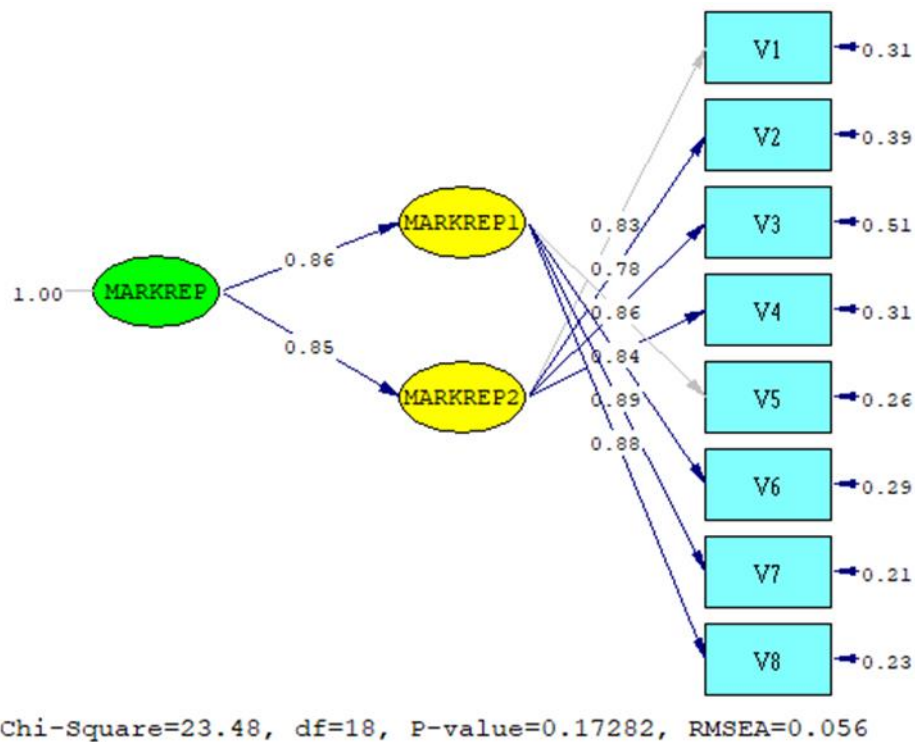 V1
0.31
V2
0.39
0.83
MARKREP1
V3
0.51
0.78
0.86
1.00
MARKREP
0.86
V4
0.31
0.85
0.84
MARKREP2
0.89
V5
0.26
0.88
V6
0.29
V7
0.21
V8
0.23
Chi-Square=23.48, df=18, P-value=0.17282, RMSEA=0.056